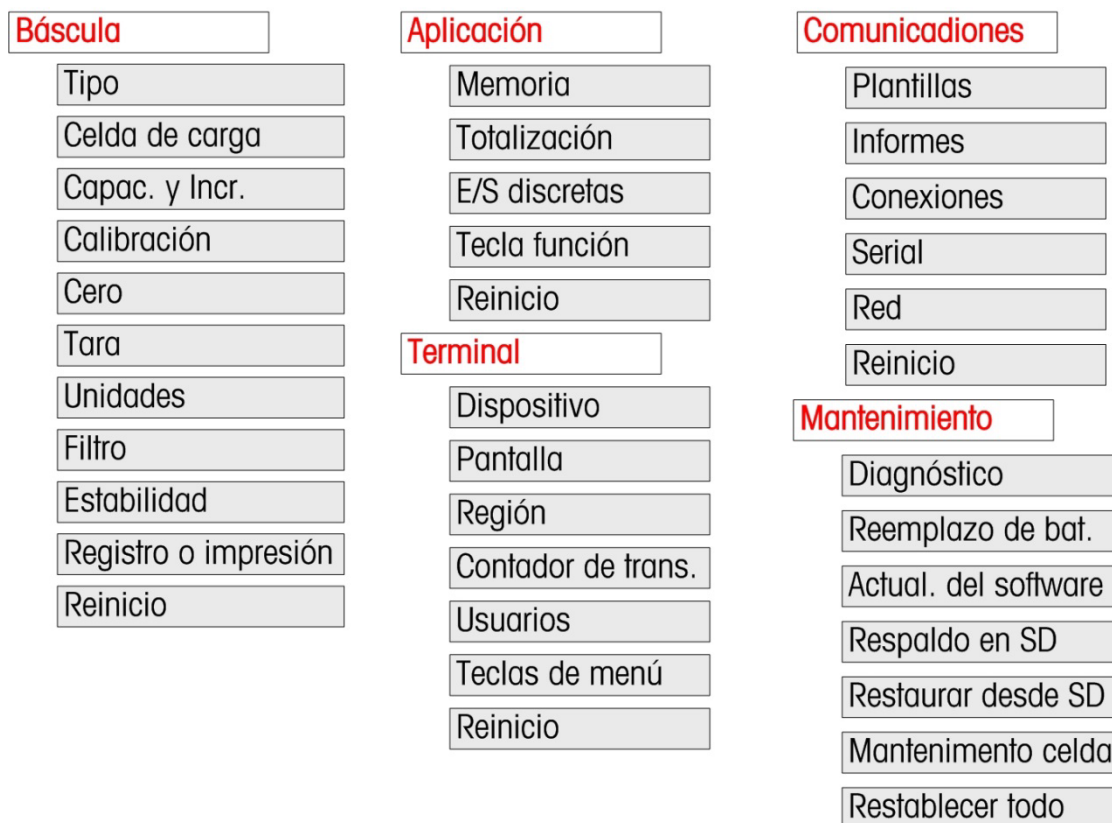 Báscula
Tipo
Celda de carga
Capac. y Incr.
Calibración
Cero
Tara
Unidades
Filtro
Estabilidad
Registro o impresión
Reinicio
Aplicación
Memoria
Totalización
E/S discretas
Tecla función
Reinicio
Terminal
Dispositivo
Pantalla
Región
Contador de trans.
Usuarios
Teclas de menú
Reinicio
Comunicadiones
Plantillas
Informes
Conexiones
Serial
Red
Reinicio
Mantenimiento
Diagnóstico
Reemplazo de bat.
Actual. del software
Respaldo en SD
Restaurar desde SD
Mantenimento celda
Restablecer todo